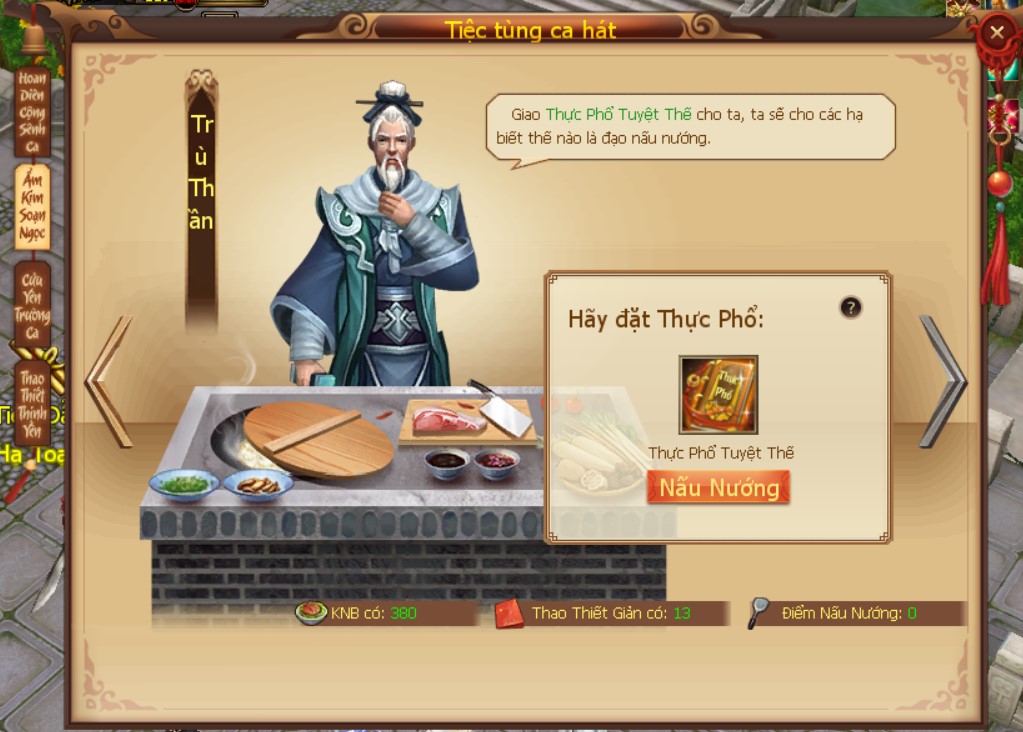 Tiệc tùng ca hát
Hoan
Diên
Cộng
Sênh
Ca
Ẩm
Kim
Soạn
Ngọc
Cửu
Yến
Trường
Ca
Thao
Thiết
Thịnh
Yến
Tr
ù
Th
ần
Giao Thực Phổ Tuyệt Thế cho ta, ta sẽ cho các hạ
biết thế nào là đạo nấu nướng.
Hãy đặt Thực Phổ:
?
Thực
Phổ
Thực Phổ Tuyệt Thế
Nấu Nướng
KNB có: 380
Thao Thiết Giản có: 13
Điểm Nấu Nướng: 0